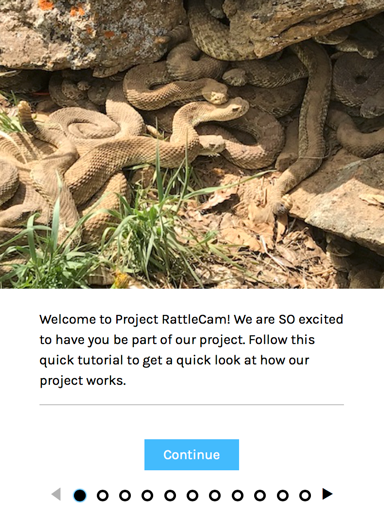 Welcome to Project RattleCam! We are SO excited
to have you be part of our project. Follow this
quick tutorial to get a quick look at how our
project works.
Continue